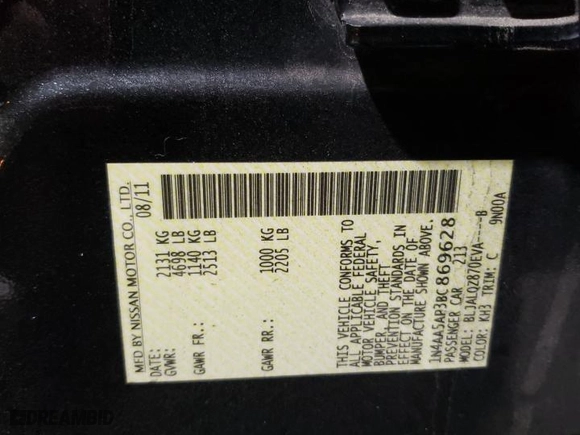 MFD BY NISSAN MOTOR CO., LTD.
DATE: 08/11
GVWR: 2131 KG
4698 LB
GAWR FR: 1140 KG
2513 LB
GAWR RR: 1000 KG
2205 LB
THIS VEHICLE CONFORMS TO
ALL APPLICABLE FEDERAL
MOTOR VEHICLE SAFETY,
BUMPER, AND THEFT
PREVENTION STANDARDS IN
EFFECT ON THE DATE OF
MANUFACTURE SHOWN ABOVE.
1N4AA5AP3BC869628
PASSENGER CAR 213
MODEL: BLJALQ2870EVA----B
COLOR: KH3 TRIM: C 9N00A
DREAMBID